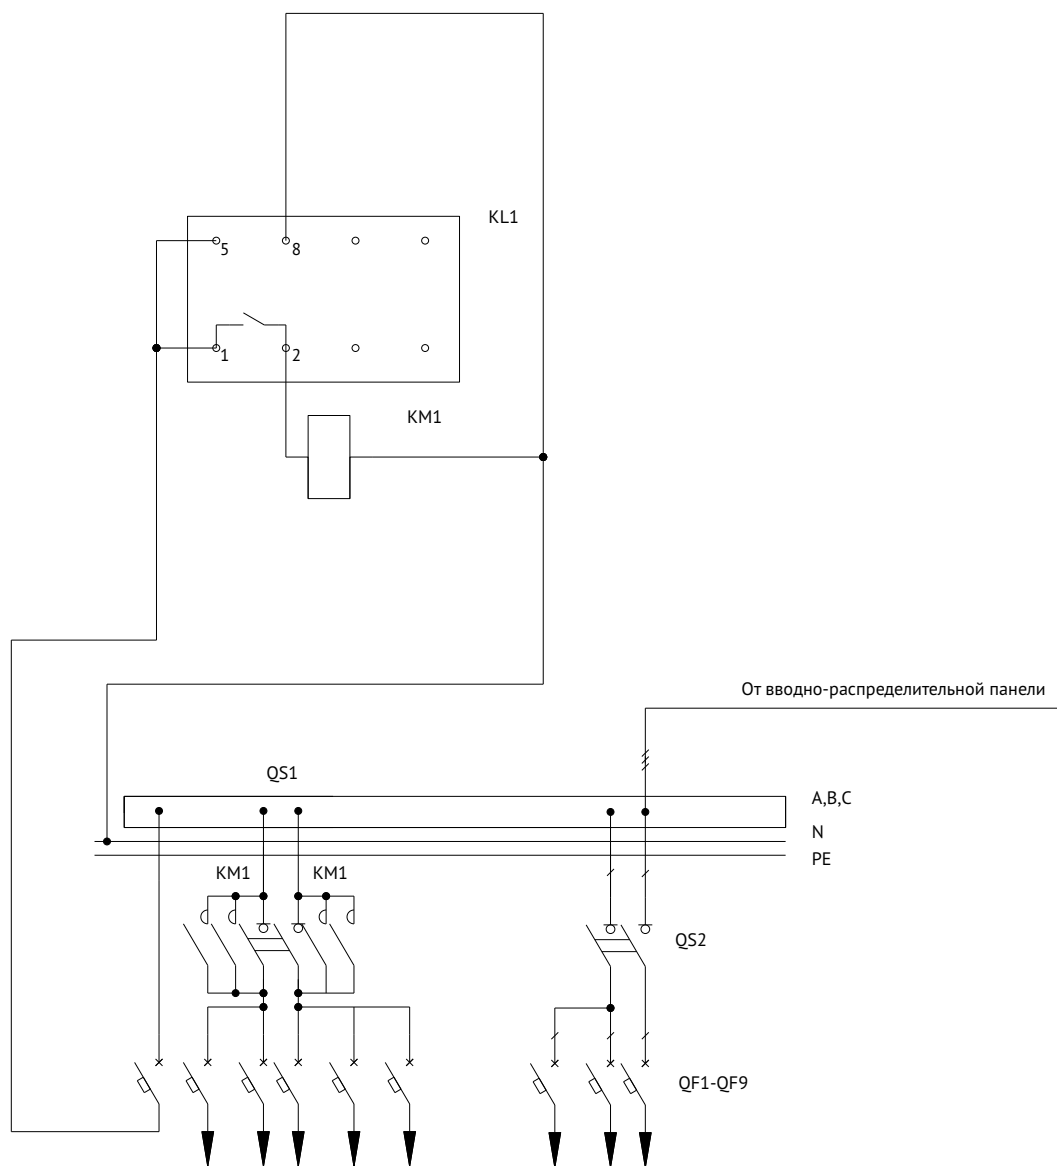 KL1
5
8
1
2
KM1
От вводно-распределительной панели
QS1
A,B,C
N
PE
KM1
KM1
QS2
QF1-QF9